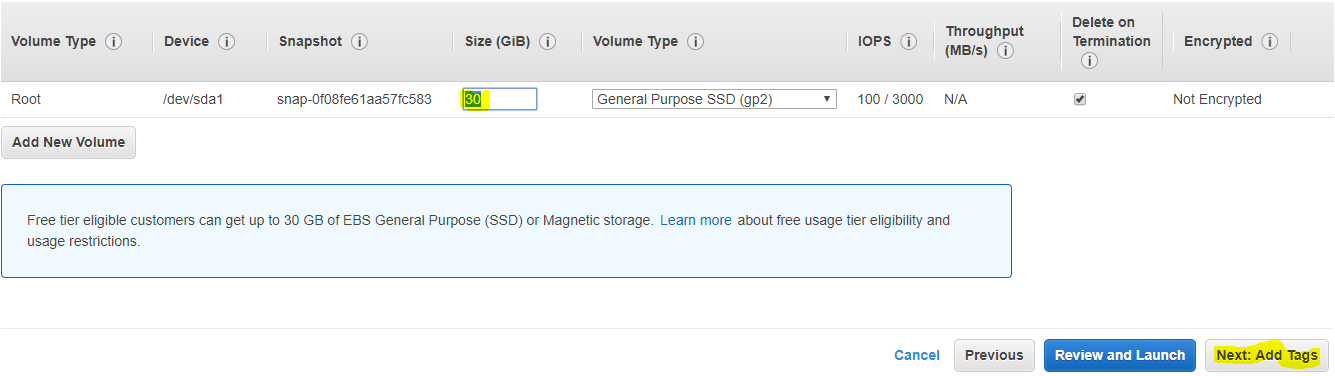 Volume Type Device Snapshot Size (GiB) Volume Type IOPS Throughput (MB/s) Delete on Termination Encrypted
Root /dev/sda1 snap-0f08fe61aa57fc583 30 General Purpose SSD (gp2) 100 / 3000 N/A Not Encrypted
Add New Volume
Free tier eligible customers can get up to 30 GB of EBS General Purpose (SSD) or Magnetic storage. Learn more about free usage tier eligibility and
usage restrictions.
Cancel Previous Review and Launch Next: Add Tags